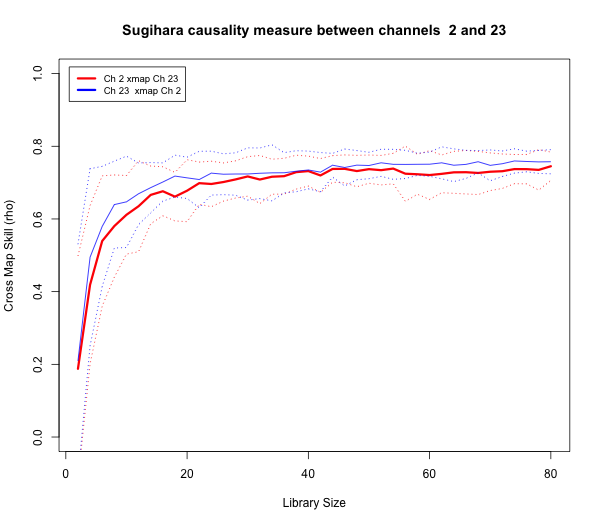 Sugihara causality measure between channels  2 and 23
Ch 2 xmap Ch 23
Ch 23  xmap Ch 2
Cross Map Skill (rho)
1.0
0.8
0.6
0.4
0.2
0.0
0 20 40 60 80
Library Size